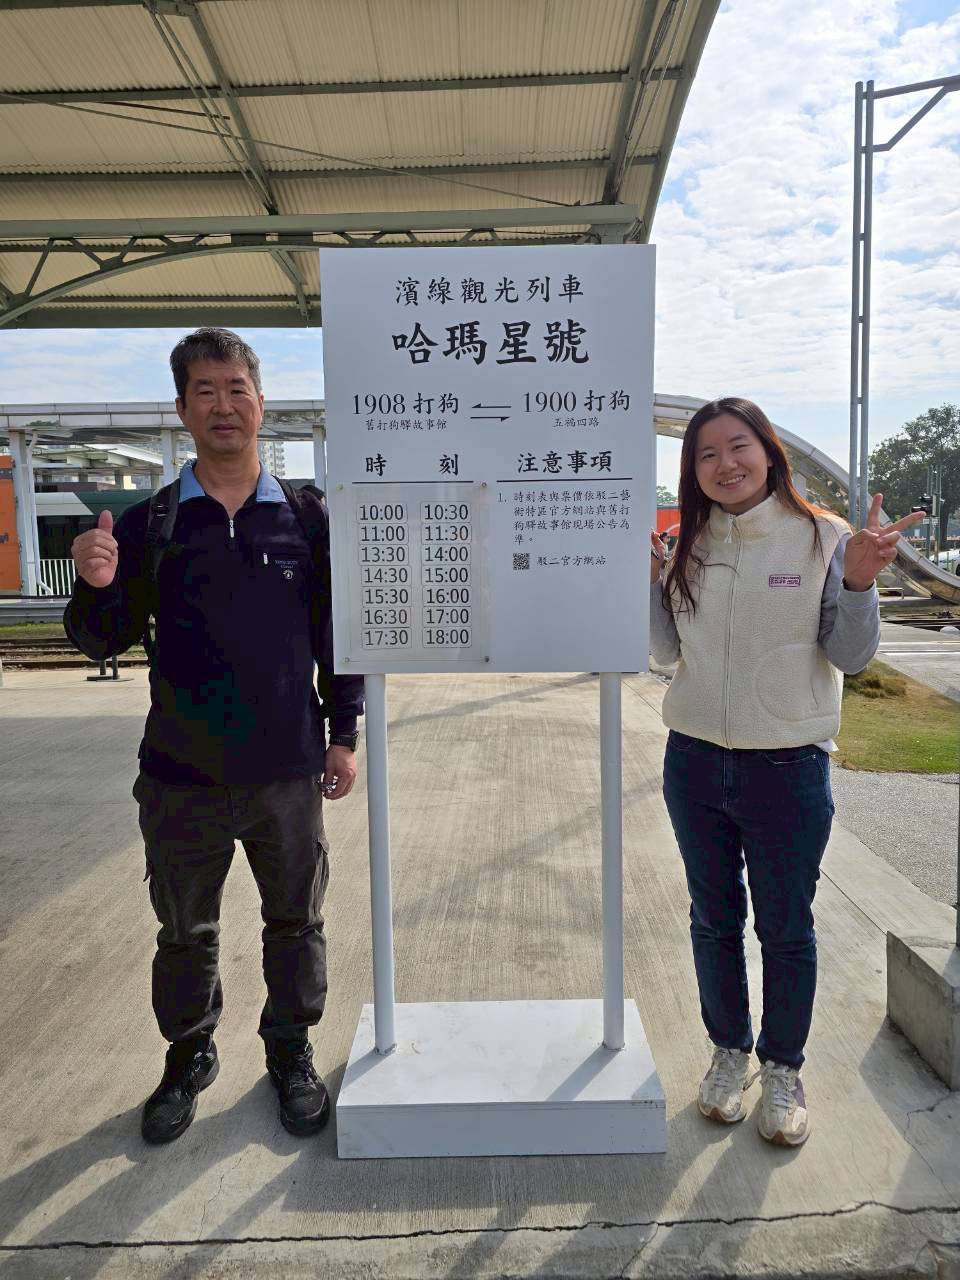 濱線觀光列車
哈瑪星號
1908 打狗 1900 打狗
舊打狗驛故事館 五福四路
時 刻
10:00 10:30
11:00 11:30
13:30 14:00
14:30 15:00
15:30 16:00
16:30 17:00
17:30 18:00
注意事項
1. 時刻表與票價依駁二藝
術特區官方網站與舊打
狗驛故事館現場公告為
準。
駁二官方網站